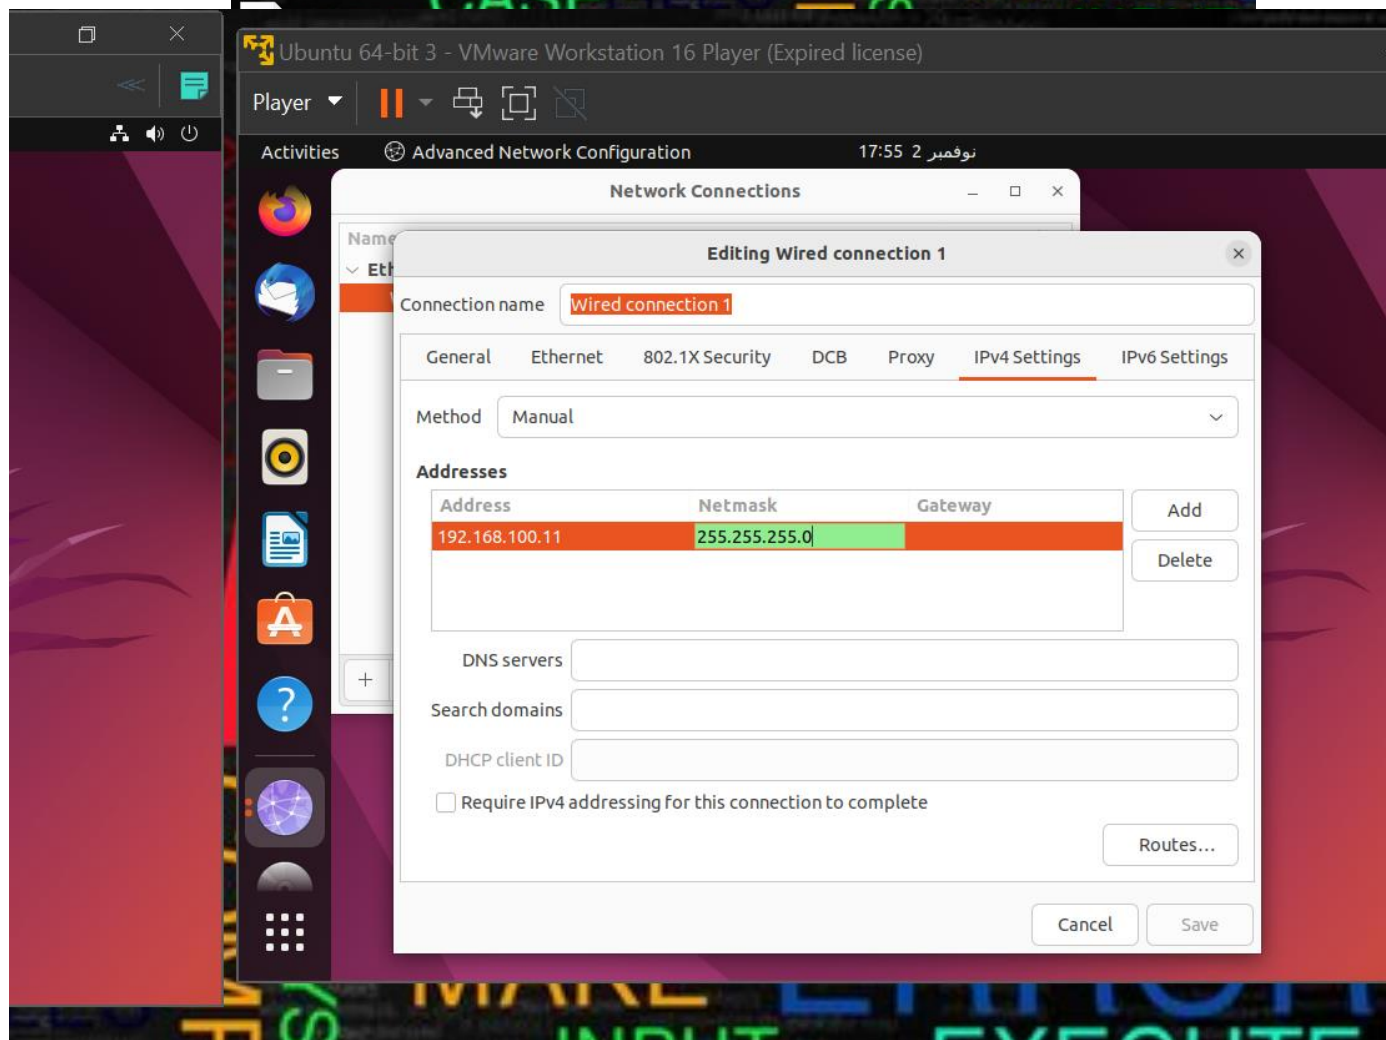 Ubuntu 64-bit 3 - VMware Workstation 16 Player (Expired license)
Player
Activities
Advanced Network Configuration
17:55 2 نوفمبر
Network Connections
Name
Eth
Editing Wired connection 1
Connection name Wired connection 1
General Ethernet 802.1X Security DCB Proxy IPv4 Settings IPv6 Settings
Method Manual
Addresses
Address Netmask Gateway
192.168.100.11 255.255.255.0
Add
Delete
DNS servers
Search domains
DHCP client ID
Require IPv4 addressing for this connection to complete
Routes...
Cancel Save
MAKE
INPUT
EXECUTE